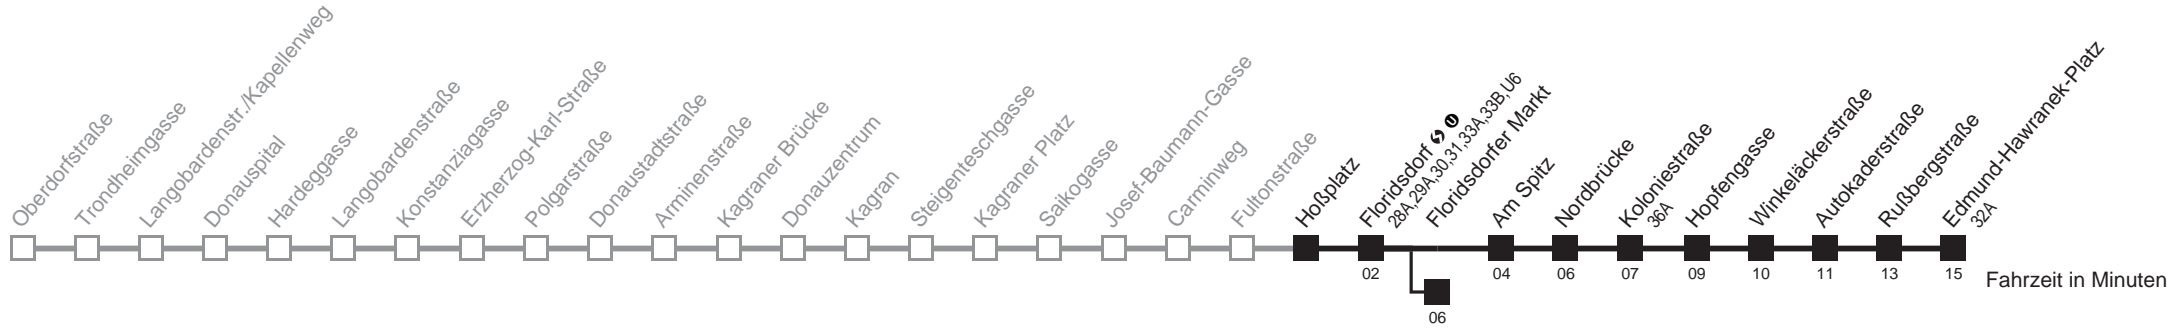 Oberdorfstraße
Trondheimgasse
Langobardenstr./Kapellenweg
Donauspital
Hardeggasse
Langobardenstraße
Konstanziagasse
Erzherzog-Karl-Straße
Polgarstraße
Donaustadtstraße
Arminenstraße
Kagraner Brücke
Donauzentrum
Kagran
Steigenteschgasse
Kagraner Platz
Saikogasse
Josef-Baumann-Gasse
Carminweg
Fultonstraße
Hoßplatz
Floridsdorf S U
28A,29A,30,31,33A,33B,U6
Floridsdorfer Markt
Am Spitz
Nordbrücke
Koloniestraße
36A
Hopfengasse
Winkeläckerstraße
Autokaderstraße
Rußbergstraße
Edmund-Hawranek-Platz
32A
02
04
06
07
09
10
11
13
15
Fahrzeit in Minuten
06